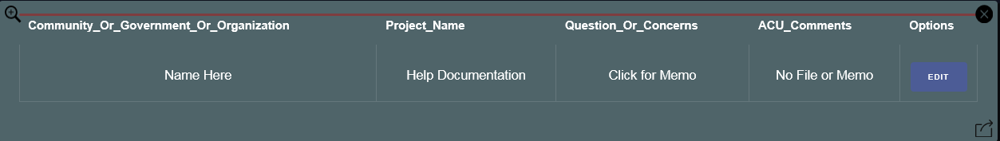 Community_Or_Government_Or_Organization Project_Name Question_Or_Concerns ACU_Comments Options
Name Here Help Documentation Click for Memo No File or Memo EDIT